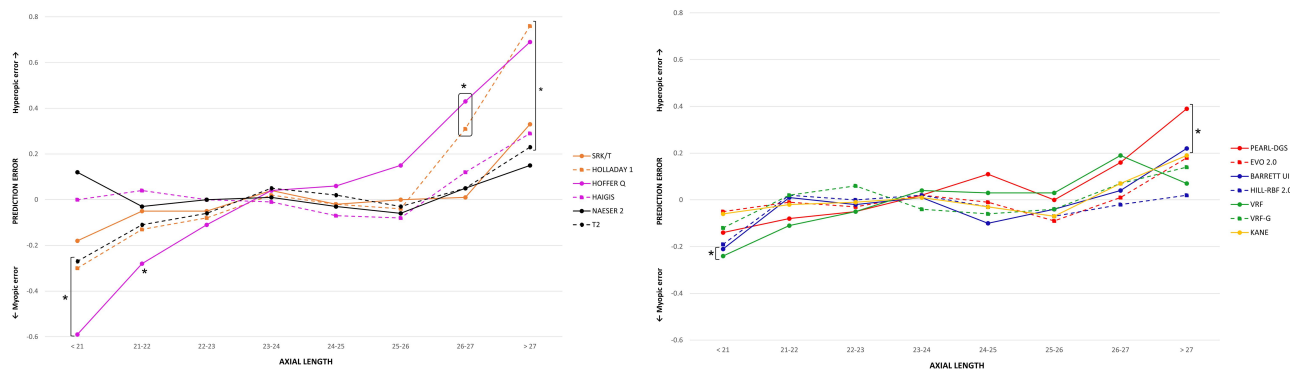 0.8
0.6
0.4
0.2
0
-0.2
-0.4
-0.6
Hyperopic error →
PREDICTION ERROR
← Myopic error
*
*
*
*
< 21
21-22
22-23
23-24
24-25
25-26
26-27
> 27
AXIAL LENGTH
SRK/T
HOLLADAY 1
HOFFER Q
HAIGIS
NAESER 2
T2
0.8
0.6
0.4
0.2
0
-0.2
-0.4
-0.6
Hyperopic error →
PREDICTION ERROR
← Myopic error
*
*
< 21
21-22
22-23
23-24
24-25
25-26
26-27
> 27
AXIAL LENGTH
PEARL-DGS
EVO 2.0
BARRETT UII
HILL-RBF 2.0
VRF
VRF-G
KANE